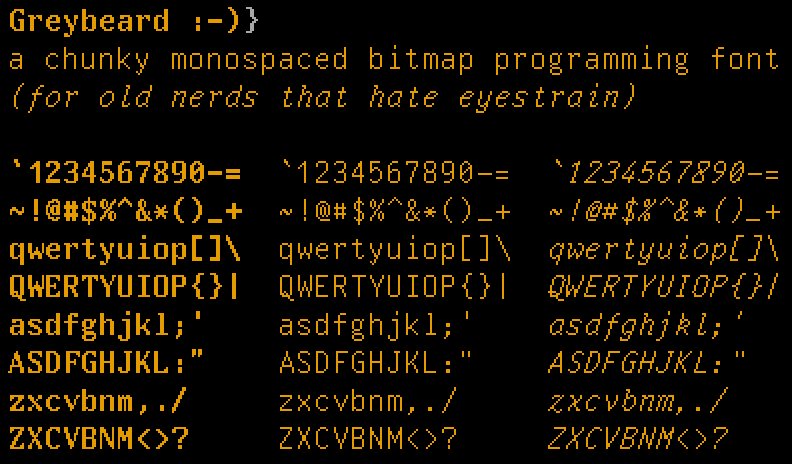 Greybeard :-)}
a chunky monospaced bitmap programming font
(for old nerds that hate eyestrain)
`1234567890-= `1234567890-= `1234567890-=
~!@#$%^&*()_+ ~!@#$%^&*()_+ ~!@#$%^&*()_+
qwertyuiop[]\ qwertyuiop[]\ qwertyuiop[]\
QWERTYUIOP{}| QWERTYUIOP{}| QWERTYUIOP{}|
asdfghjkl;' asdfghjkl;' asdfghjkl;'
ASDFGHJKL:" ASDFGHJKL:" ASDFGHJKL:"
zxcvbnm,./ zxcvbnm,./ zxcvbnm,./
ZXCVBNM<>? ZXCVBNM<>? ZXCVBNM<>?